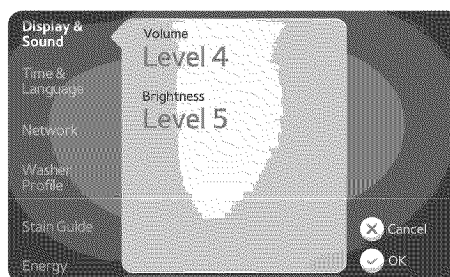 Display &
Sound
Time &
Language
Network
Washer
Profile
Stain Guide
Energy
Volume
Level 4
Brightness
Level 5
Cancel
OK